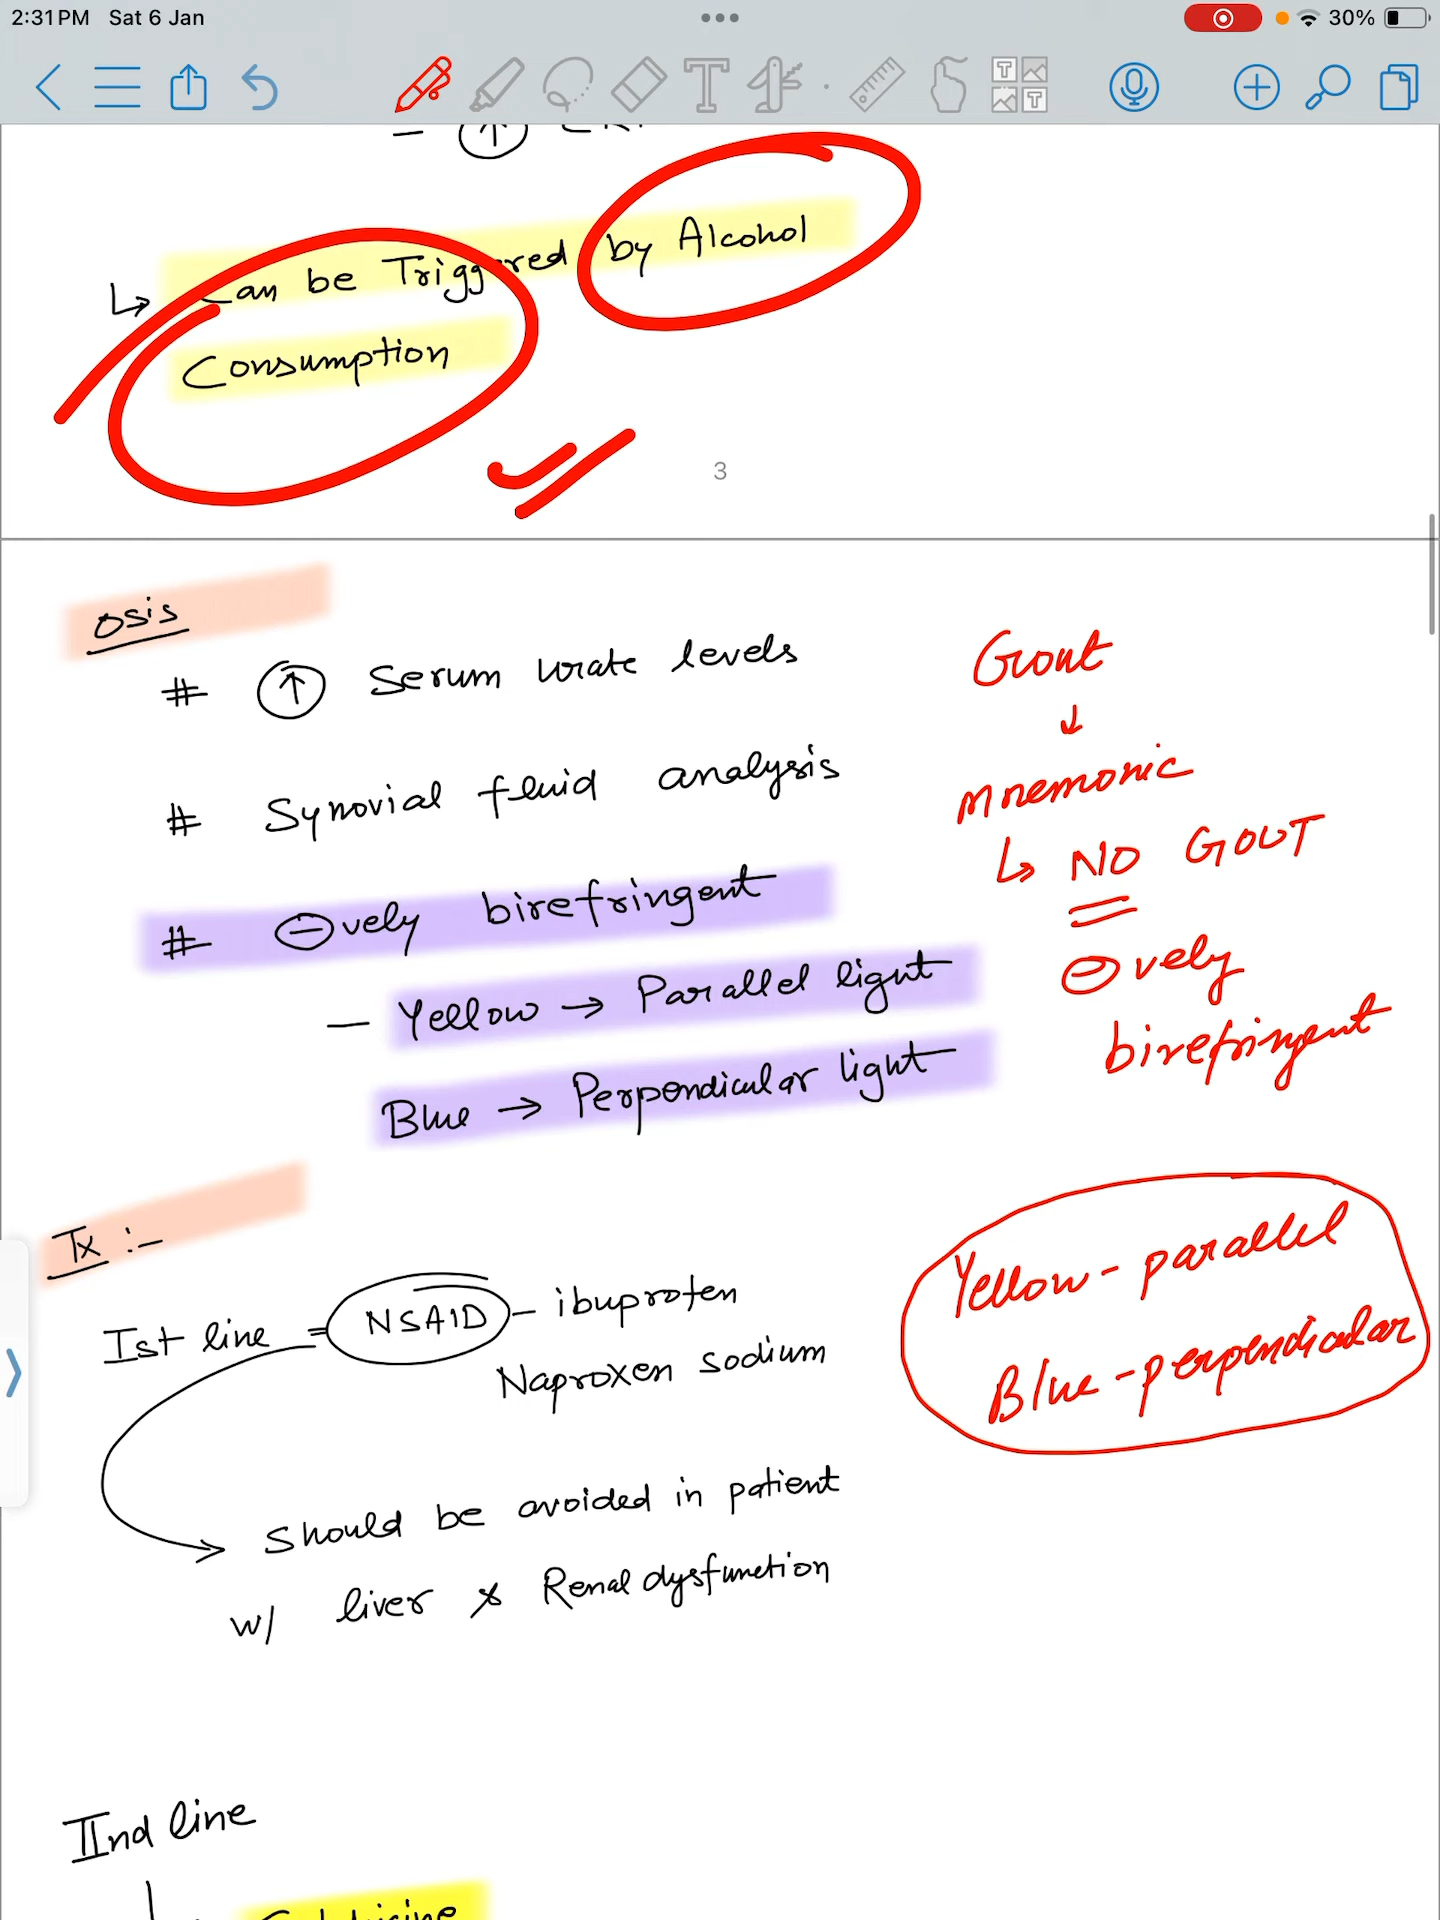 2:31 PM Sat 6 Jan
30%
↳ Can be Triggered by Alcohol
Consumption
3
osis
# ↑ Serum urate levels
# Synovial fluid analysis
# ⊖vely birefringent
— Yellow → Parallel light
Blue → Perpendicular light
Gout
↓
mnemonic
↳ NO GOUT
⊖vely
birefringent
Tx :-
Ist line = NSAID - ibuprofen
Naproxen sodium
Yellow - parallel
Blue - perpendicular
Should be avoided in patient
w/ liver & Renal dysfunction
IInd line